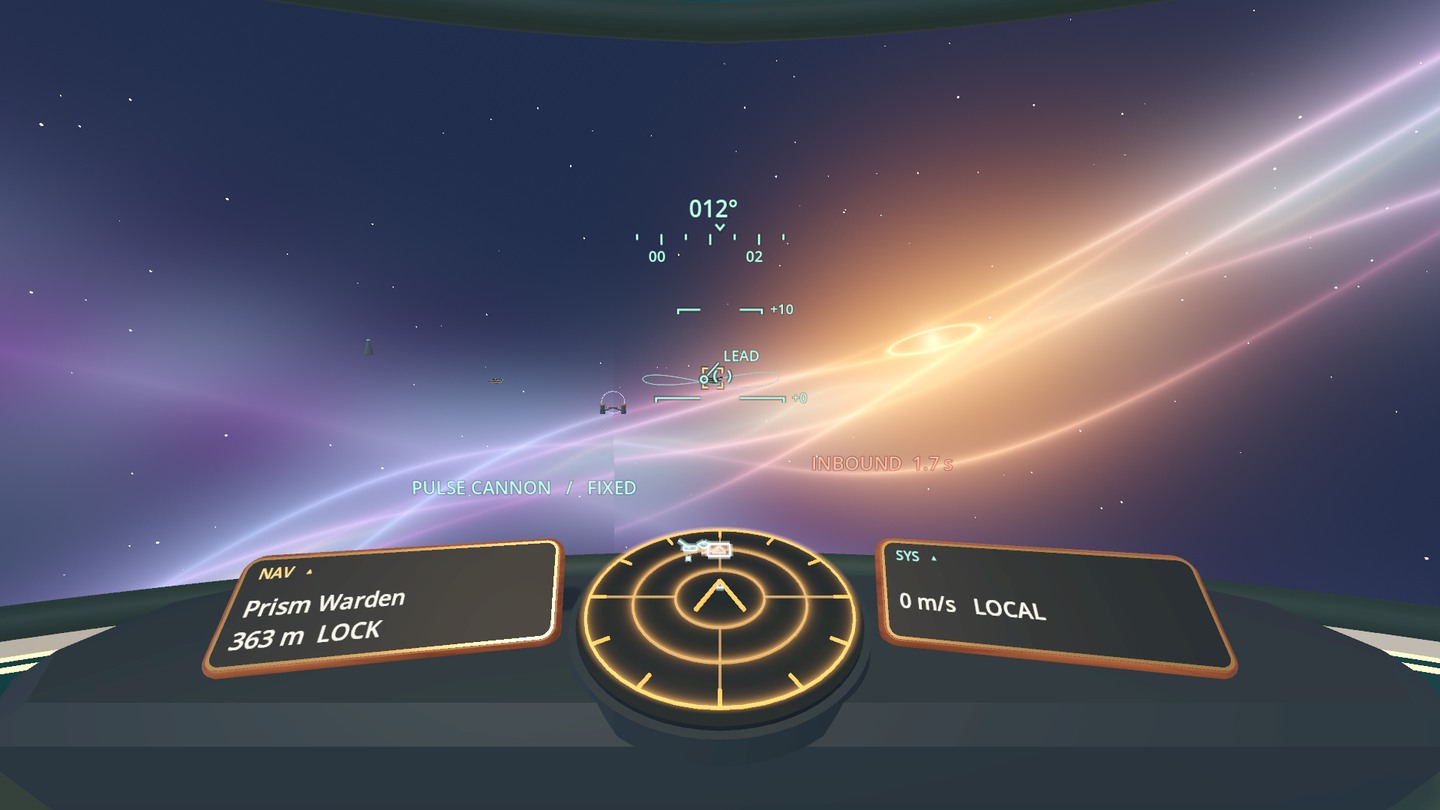 012°
00 02
+10
LEAD
+0
INBOUND 1.7 s
PULSE CANNON / FIXED
NAV
Prism Warden
363 m LOCK
SYS
0 m/s LOCAL